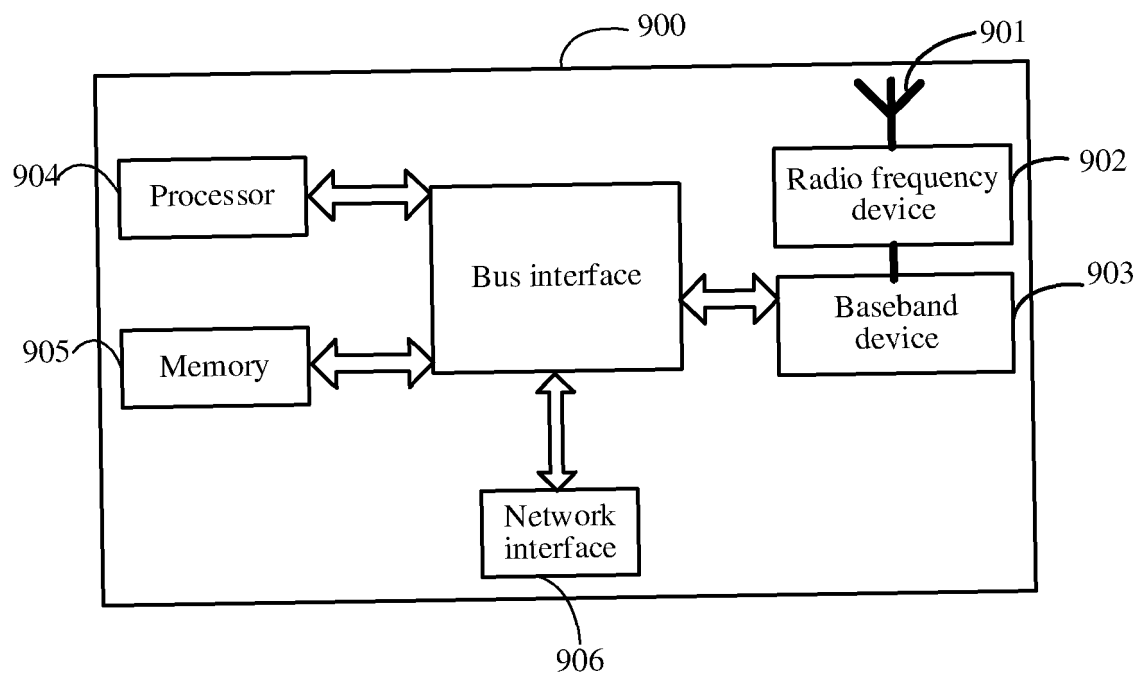 900
901
904
Processor
Radio frequency
device
902
Bus interface
903
Baseband
device
905
Memory
Network
interface
906